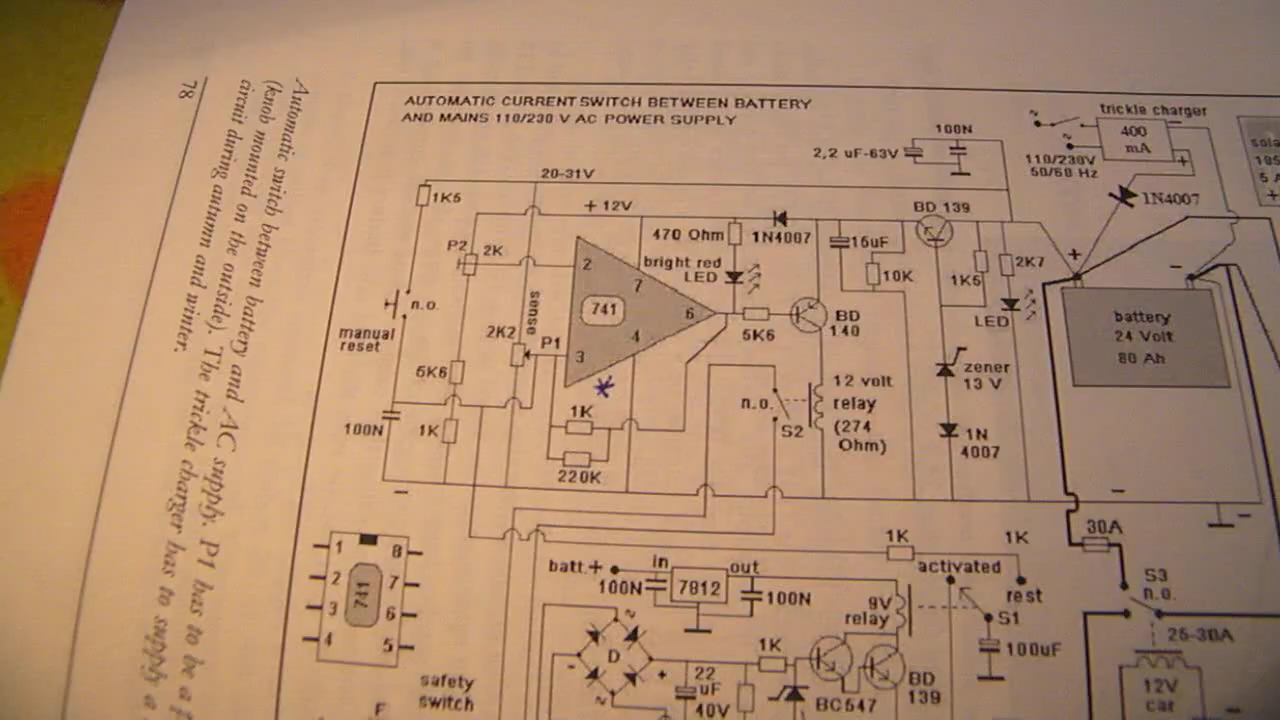 78
Automatic switch between battery and AC supply. P1 has to be a
(knob mounted on the outside). The trickle charger has to supply a
circuit during autumn and winter.
AUTOMATIC CURRENT SWITCH BETWEEN BATTERY
AND MAINS 110/230 V AC POWER SUPPLY
trickle charger
400
mA
+
110/230V
50/60 Hz
1N4007
100N
2,2 uF-63V
20-31V
1K5
+ 12V
BD 139
P2
2K
470 Ohm
1N4007
16uF
bright red
LED
10K
1K5
2K7
LED
+
−
battery
24 Volt
80 Ah
2
7
741
6
4
3
n.o.
manual
reset
sense
2K2
P1
5K6
BD
140
zener
13 V
5K6
1K
100N
1K
220K
n.o.
S2
12 volt
relay
(274
Ohm)
1N
4007
−
−
−
30A
1K
1K
1
2
3
4
741
8
7
6
5
batt.+
in
out
100N
7812
100N
9V
relay
activated
rest
S1
100uF
S3
n.o.
25-30A
12V
car
−
D
+
~
~
22
uF
40V
1K
BC547
BD
139
safety
switch
F
5 A
+